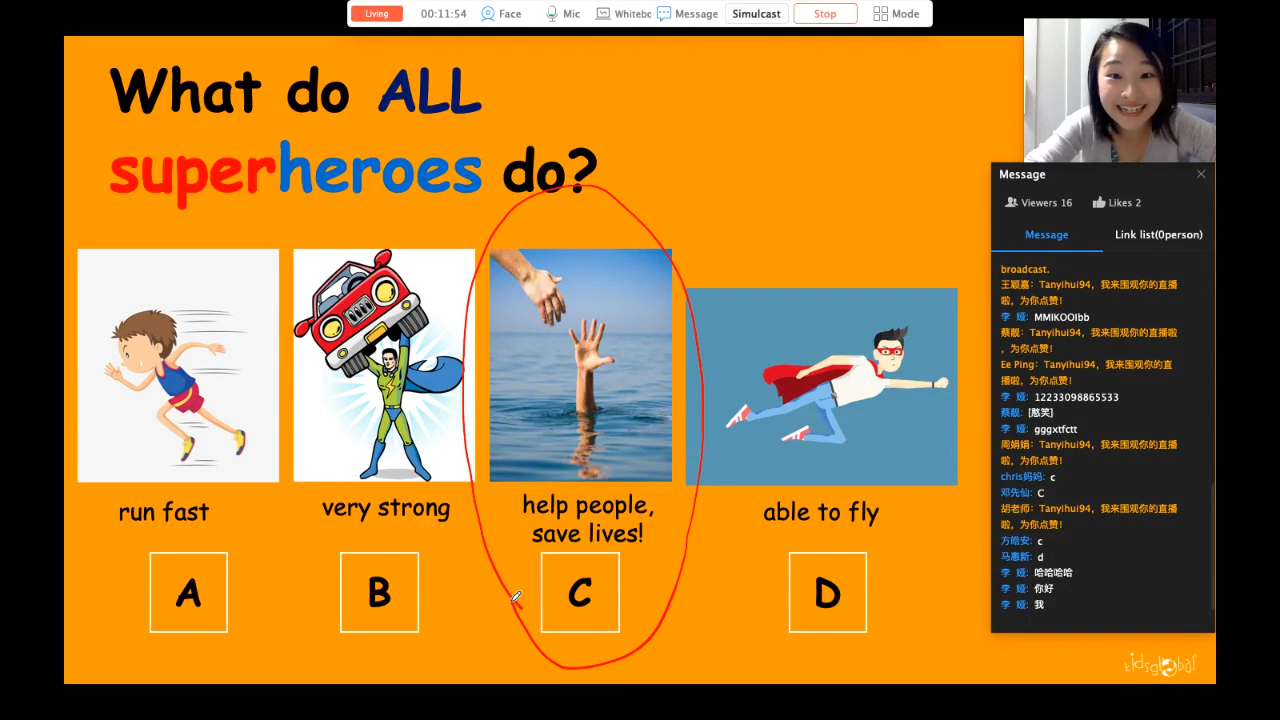 Living 00:11:54 Face Mic Whitebc Message Simulcast Stop Mode
What do ALL
superheroes do?
run fast
very strong
help people,
save lives!
able to fly
A
B
C
D
Message
Viewers 16 Likes 2
Message Link list(0person)
broadcast.
王颖嘉: Tanyihui94, 我来围观你的直播
啦, 为你点赞!
李 娅: MMIKOOIbb
蔡靓: Tanyihui94, 我来围观你的直播啦
, 为你点赞!
Ee Ping: Tanyihui94, 我来围观你的直
播啦, 为你点赞!
李 娅: 12233098865533
蔡靓: [憨笑]
李 娅: gggxtfctt
周娟娟: Tanyihui94, 我来围观你的直播
啦, 为你点赞!
chris妈妈: c
邓先仙: C
胡老师: Tanyihui94, 我来围观你的直播
啦, 为你点赞!
方皓安: c
马惠新: d
李 娅: 哈哈哈哈
李 娅: 你好
李 娅: 我
kidsglobal